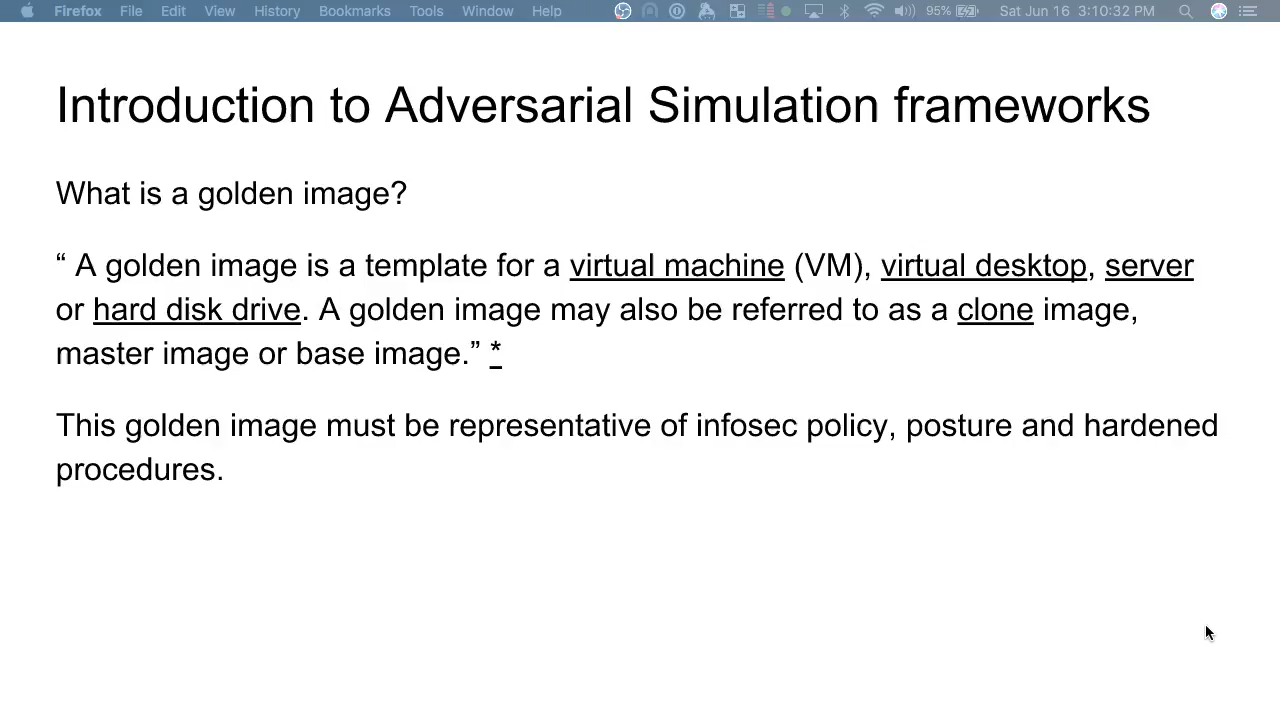 Firefox File Edit View History Bookmarks Tools Window Help 95% Sat Jun 16 3:10:32 PM
Introduction to Adversarial Simulation frameworks
What is a golden image?
“ A golden image is a template for a virtual machine (VM), virtual desktop, server
or hard disk drive. A golden image may also be referred to as a clone image,
master image or base image.” *
This golden image must be representative of infosec policy, posture and hardened
procedures.